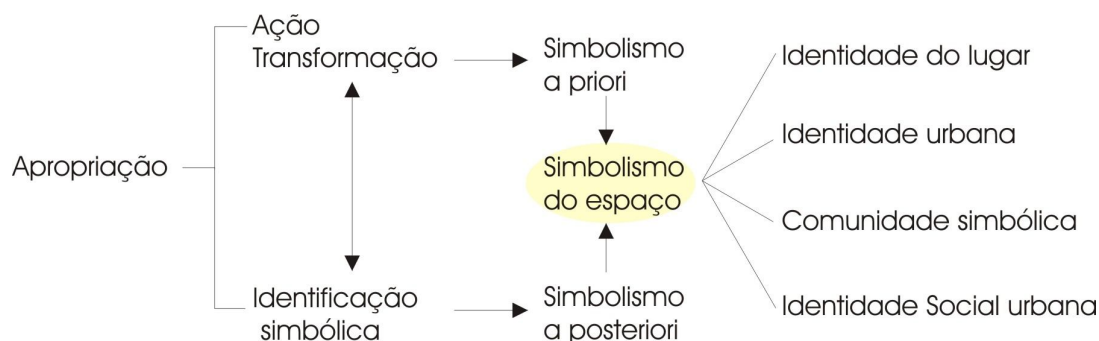 Apropriação
Ação
Transformação
Identificação
simbólica
Simbolismo
a priori
Simbolismo
do espaço
Simbolismo
a posteriori
Identidade do lugar
Identidade urbana
Comunidade simbólica
Identidade Social urbana